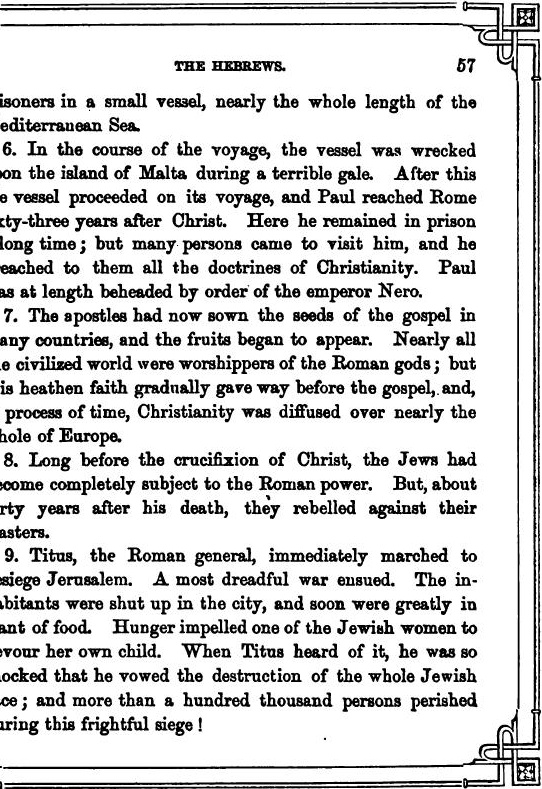 THE HEBREWS. 57
isoners in a small vessel, nearly the whole length of the
editerranean Sea.
6. In the course of the voyage, the vessel was wrecked
on the island of Malta during a terrible gale. After this
e vessel proceeded on its voyage, and Paul reached Rome
xty-three years after Christ. Here he remained in prison
long time; but many persons came to visit him, and he
eached to them all the doctrines of Christianity. Paul
as at length beheaded by order of the emperor Nero.
7. The apostles had now sown the seeds of the gospel in
any countries, and the fruits began to appear. Nearly all
e civilized world were worshippers of the Roman gods; but
is heathen faith gradually gave way before the gospel, and,
process of time, Christianity was diffused over nearly the
hole of Europe.
8. Long before the crucifixion of Christ, the Jews had
come completely subject to the Roman power. But, about
rty years after his death, they rebelled against their
asters.
9. Titus, the Roman general, immediately marched to
siege Jerusalem. A most dreadful war ensued. The in-
abitants were shut up in the city, and soon were greatly in
ant of food. Hunger impelled one of the Jewish women to
vour her own child. When Titus heard of it, he was so
ocked that he vowed the destruction of the whole Jewish
ce; and more than a hundred thousand persons perished
uring this frightful siege!